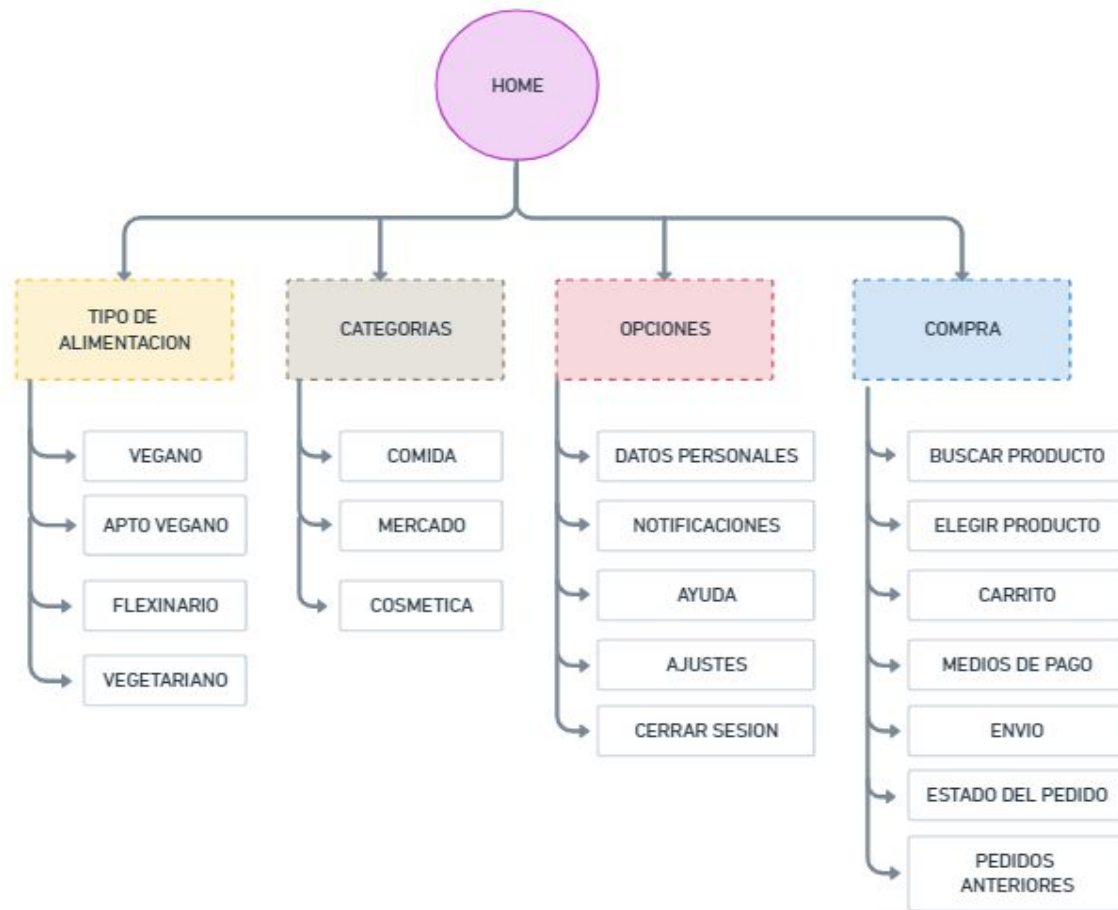 HOME
TIPO DE
ALIMENTACION
VEGANO
APTO VEGANO
FLEXINARIO
VEGETARIANO
CATEGORIAS
COMIDA
MERCADO
COSMETICA
OPCIONES
DATOS PERSONALES
NOTIFICACIONES
AYUDA
AJUSTES
CERRAR SESION
COMPRA
BUSCAR PRODUCTO
ELEGIR PRODUCTO
CARRITO
MEDIOS DE PAGO
ENVIO
ESTADO DEL PEDIDO
PEDIDOS
ANTERIORES